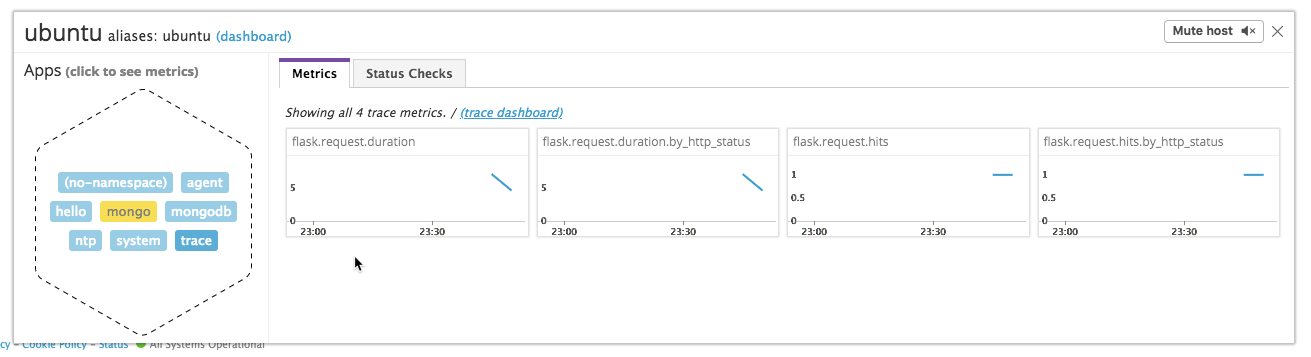 ubuntu aliases: ubuntu (dashboard)
Mute host
Apps (click to see metrics)
(no-namespace) agent
hello mongo mongodb
ntp system trace
Metrics
Status Checks
Showing all 4 trace metrics. / (trace dashboard)
flask.request.duration
5
0
23:00 23:30
flask.request.duration.by_http_status
5
0
23:00 23:30
flask.request.hits
1
0.5
0
23:00 23:30
flask.request.hits.by_http_status
1
0.5
0
23:00 23:30
cy – Cookie Policy – Status All Systems Operational